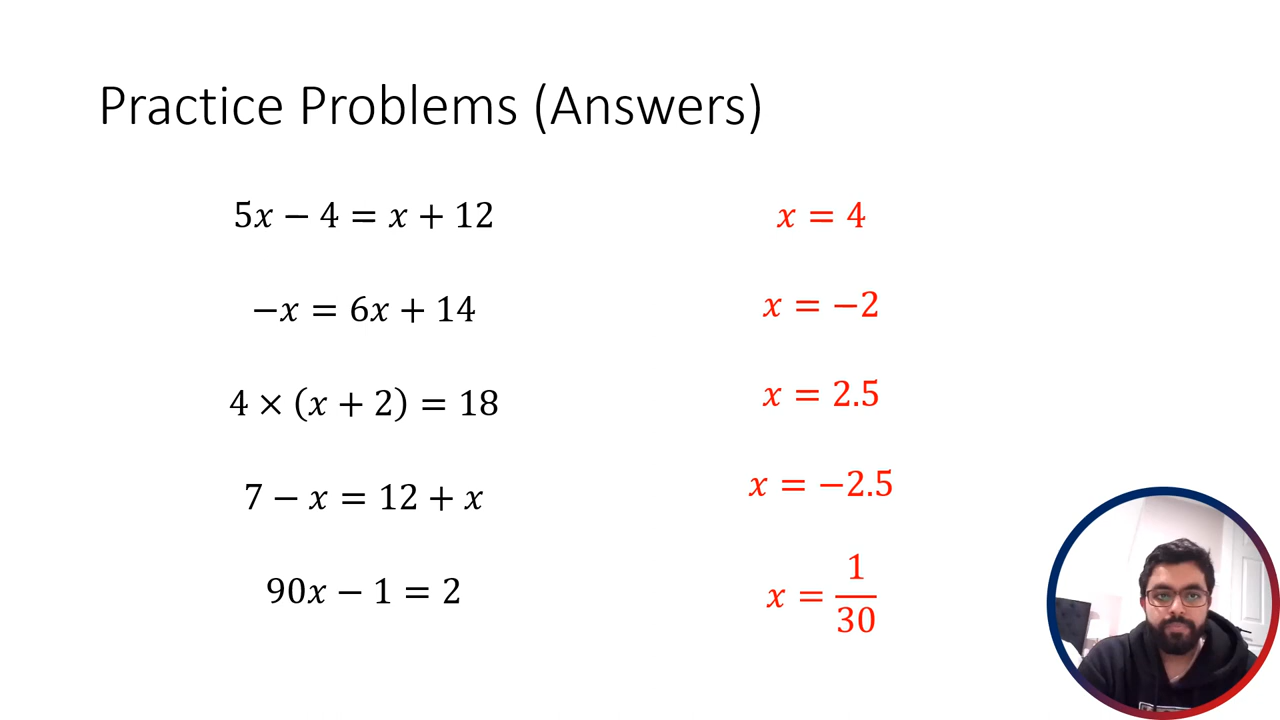 Practice Problems (Answers)
5x − 4 = x + 12
x = 4
−x = 6x + 14
x = −2
4 × (x + 2) = 18
x = 2.5
7 − x = 12 + x
x = −2.5
90x − 1 = 2
x = 1/30